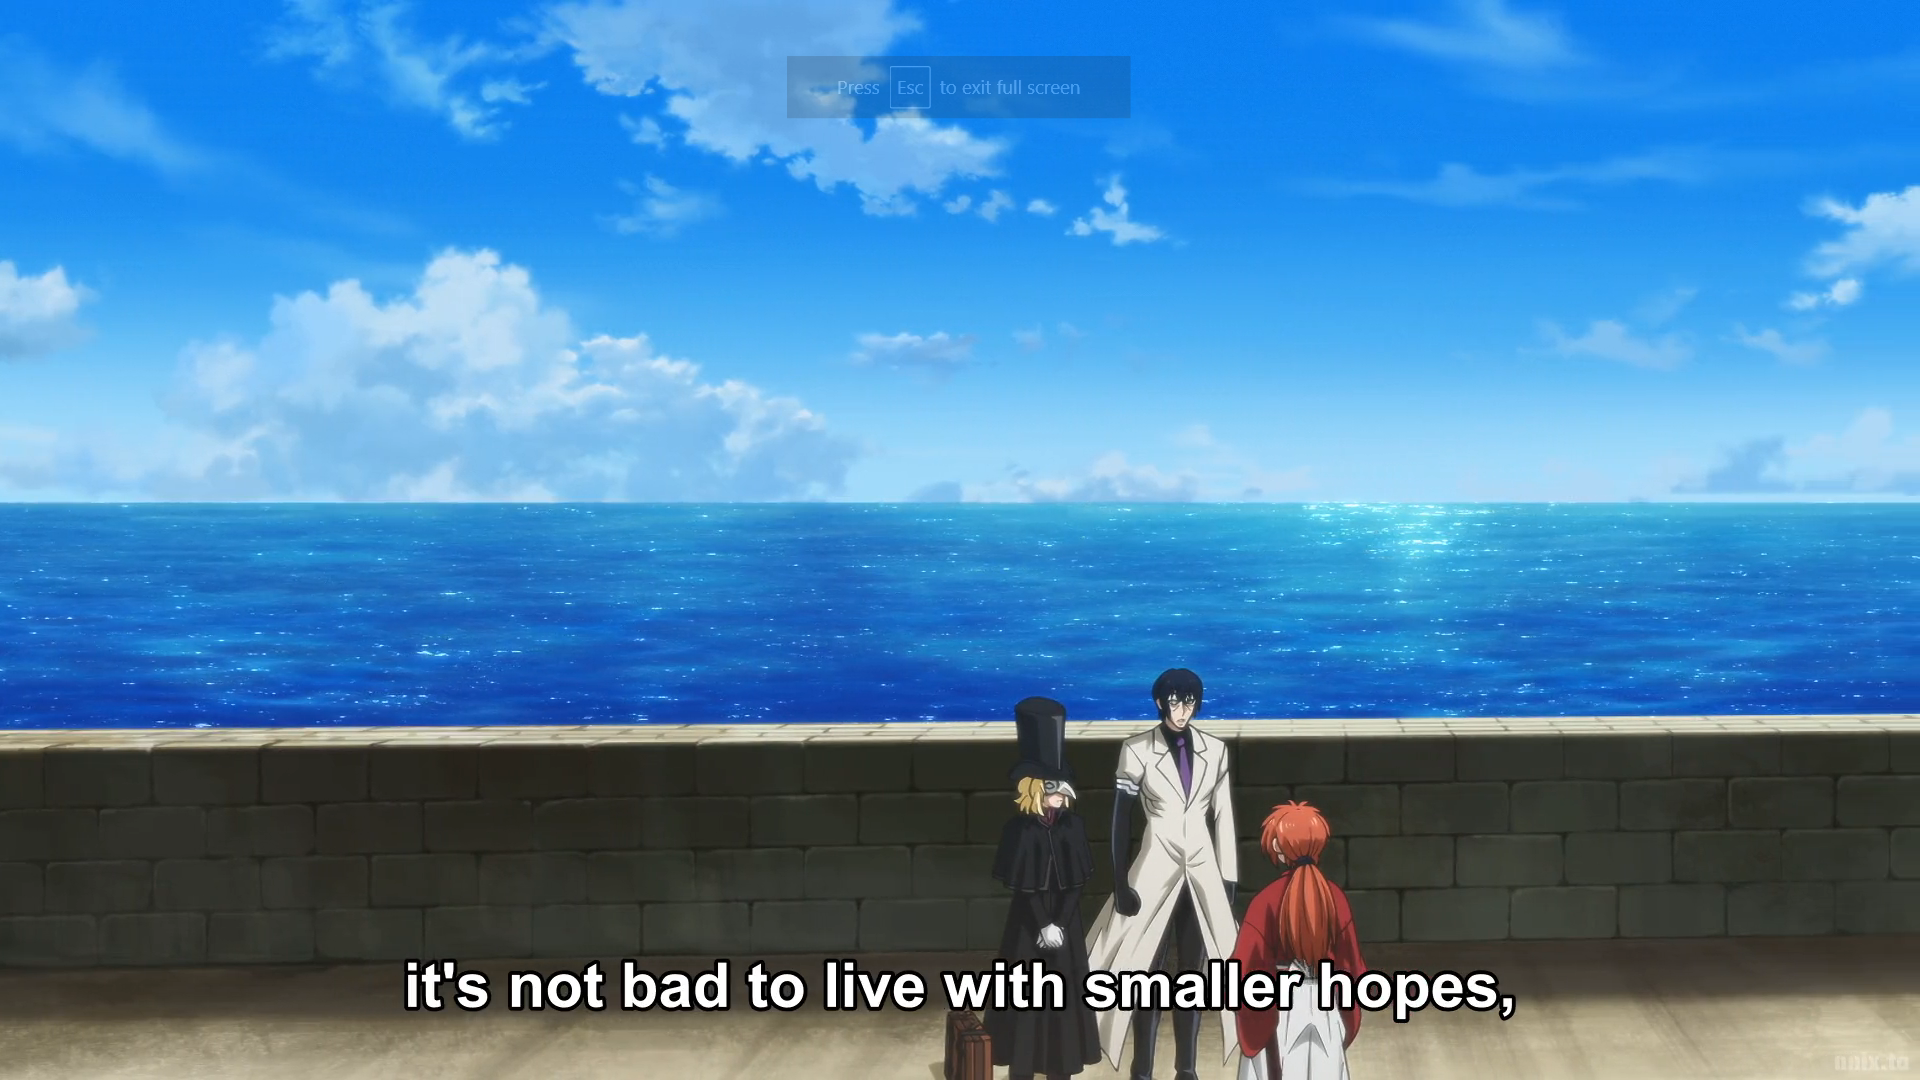 Press Esc to exit full screen
it's not bad to live with smaller hopes,